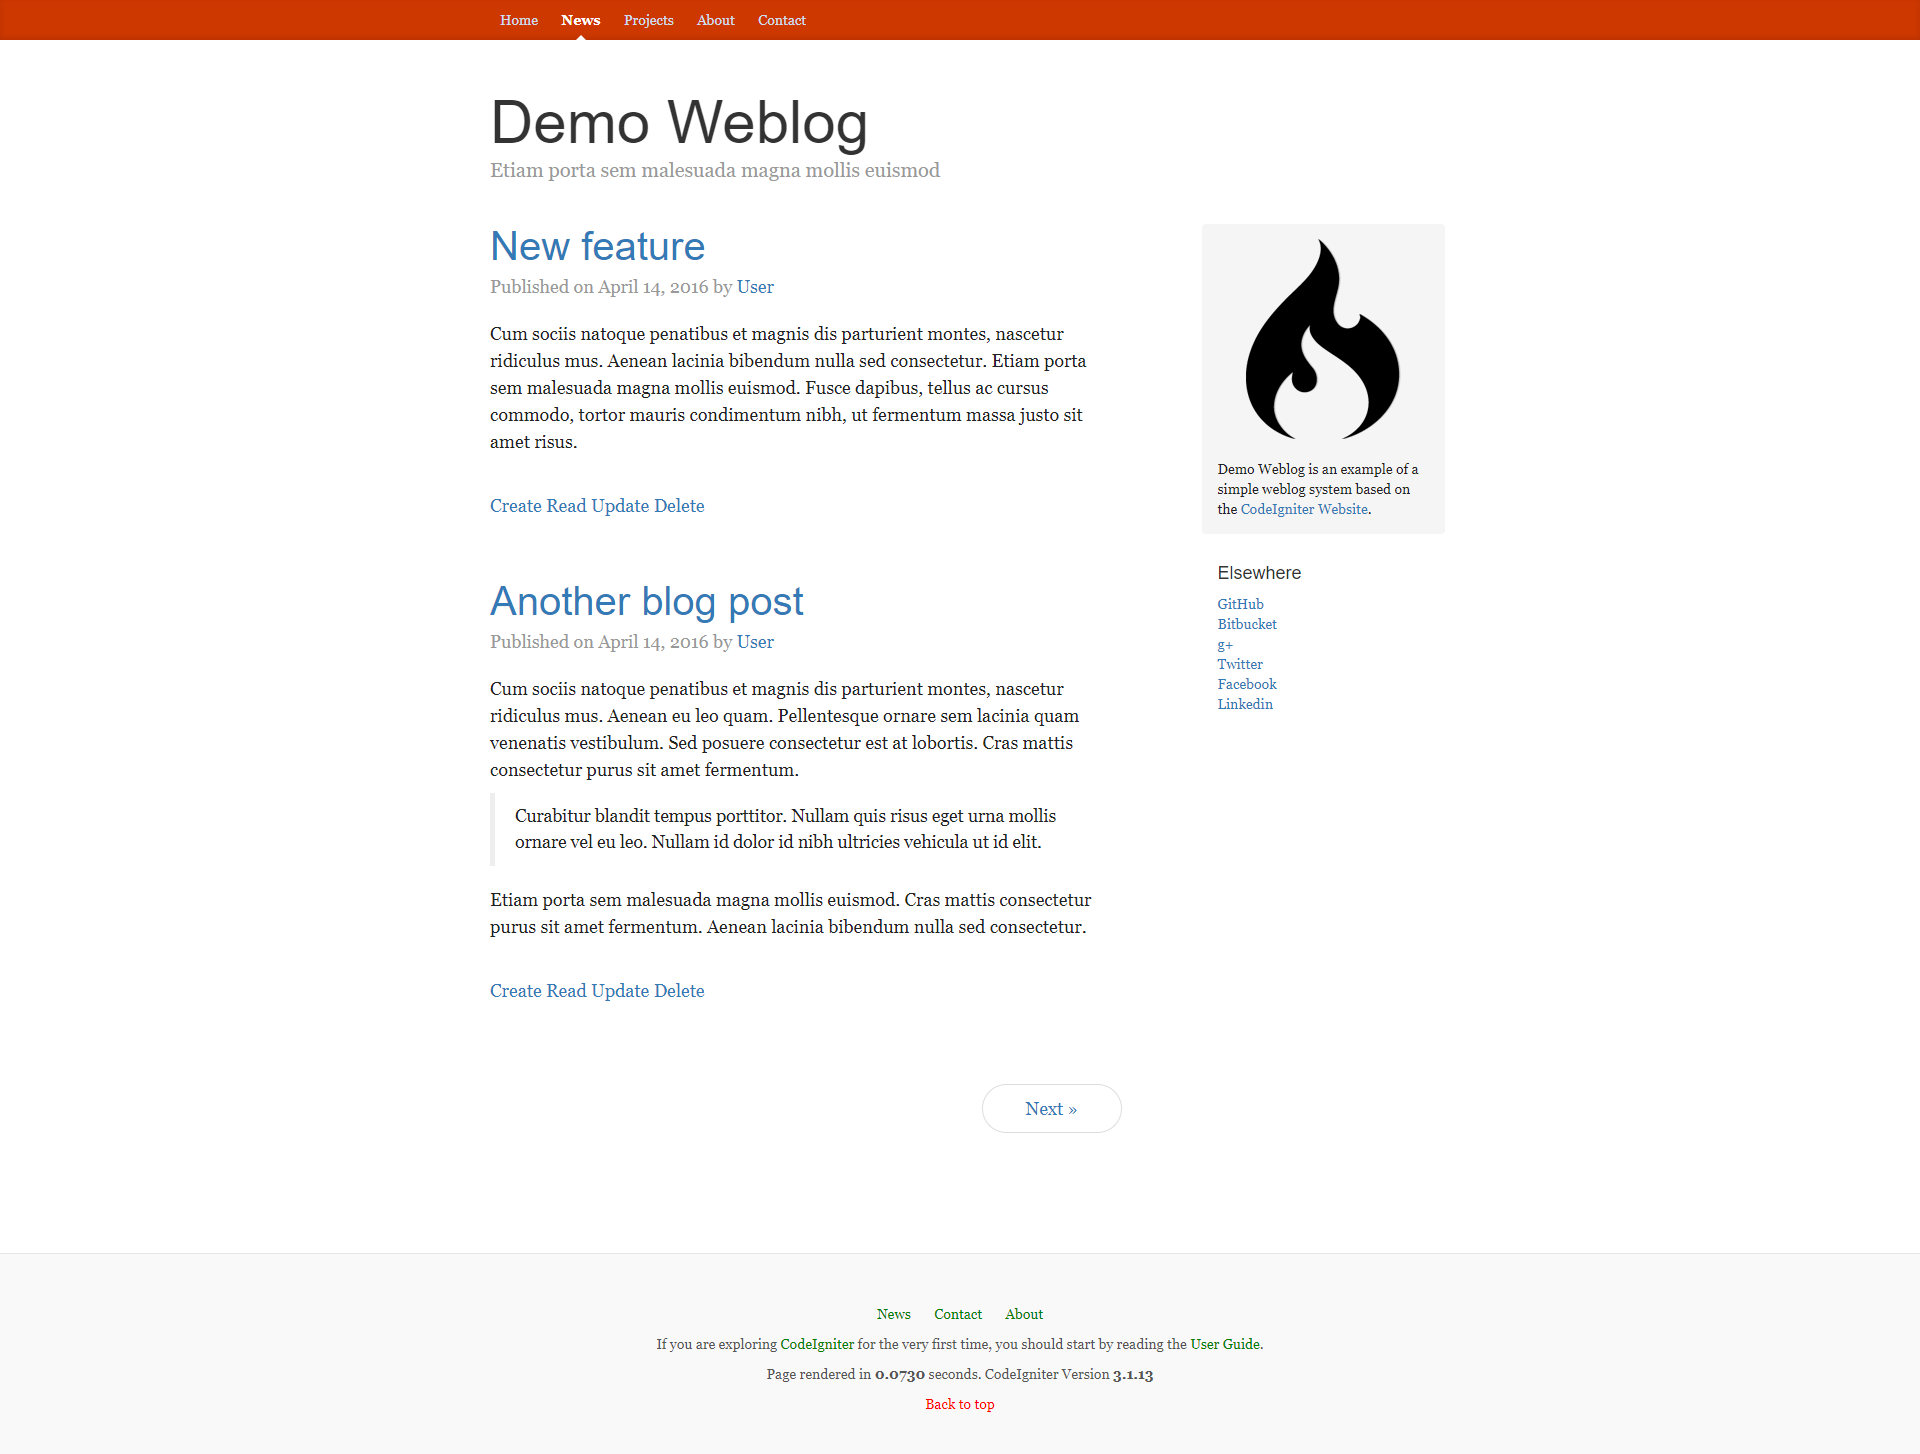 Home News Projects About Contact
Demo Weblog
Etiam porta sem malesuada magna mollis euismod
New feature
Published on April 14, 2016 by User
Cum sociis natoque penatibus et magnis dis parturient montes, nascetur
ridiculus mus. Aenean lacinia bibendum nulla sed consectetur. Etiam porta
sem malesuada magna mollis euismod. Fusce dapibus, tellus ac cursus
commodo, tortor mauris condimentum nibh, ut fermentum massa justo sit
amet risus.
Create Read Update Delete
Another blog post
Published on April 14, 2016 by User
Cum sociis natoque penatibus et magnis dis parturient montes, nascetur
ridiculus mus. Aenean eu leo quam. Pellentesque ornare sem lacinia quam
venenatis vestibulum. Sed posuere consectetur est at lobortis. Cras mattis
consectetur purus sit amet fermentum.
Curabitur blandit tempus porttitor. Nullam quis risus eget urna mollis
ornare vel eu leo. Nullam id dolor id nibh ultricies vehicula ut id elit.
Etiam porta sem malesuada magna mollis euismod. Cras mattis consectetur
purus sit amet fermentum. Aenean lacinia bibendum nulla sed consectetur.
Create Read Update Delete
Next »
Demo Weblog is an example of a
simple weblog system based on
the CodeIgniter Website.
Elsewhere
GitHub
Bitbucket
g+
Twitter
Facebook
Linkedin
News Contact About
If you are exploring CodeIgniter for the very first time, you should start by reading the User Guide.
Page rendered in 0.0730 seconds. CodeIgniter Version 3.1.13
Back to top